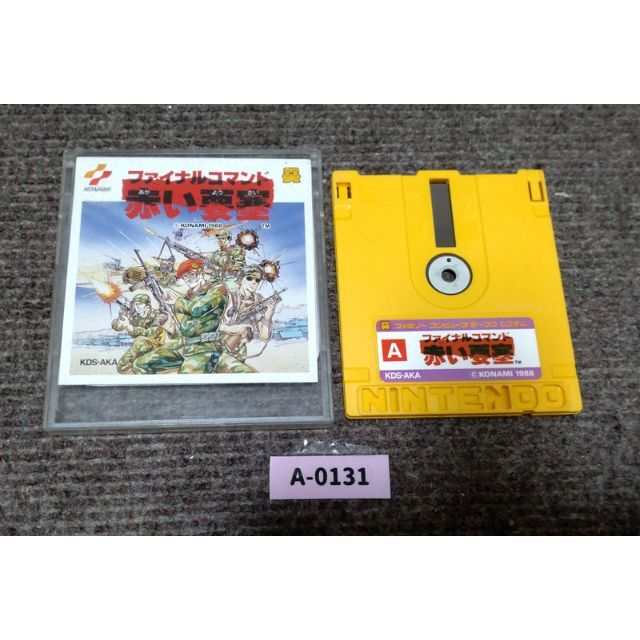 KONAMI
ファイナルコマンド
あか よう さい
赤い要塞
© KONAMI 1988 TM
KDS-AKA
ファミリー コンピュータ ディスク システム
A
ファイナルコマンド
赤い要塞 TM
KDS-AKA
© KONAMI 1988
NINTENDO
A-0131